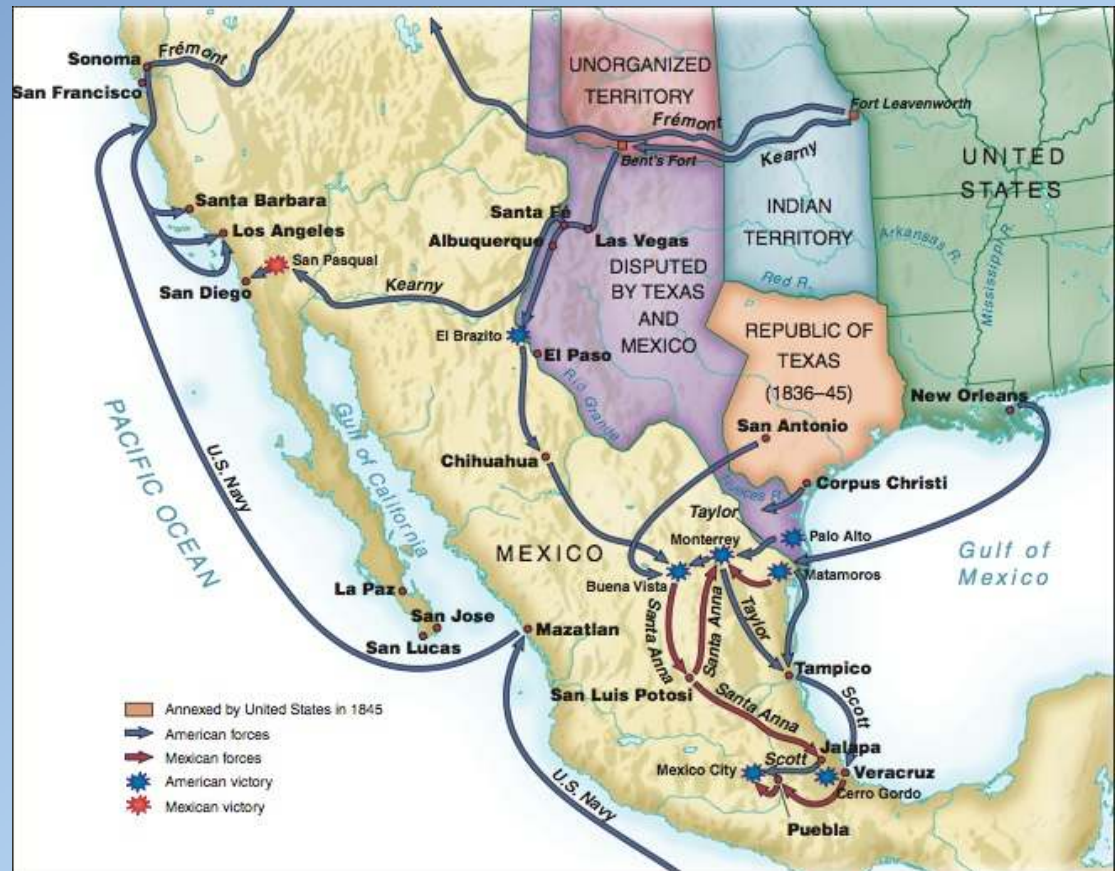 Sonoma
Frémont
San Francisco
UNORGANIZED
TERRITORY
Frémont
Fort Leavenworth
Bent's Fort
Kearny
UNITED
STATES
Santa Barbara
Los Angeles
San Pasqual
San Diego
Kearny
Santa Fé
Albuquerque
Las Vegas
INDIAN
TERRITORY
Arkansas R.
Mississippi R.
Red R.
DISPUTED
BY TEXAS
AND
MEXICO
El Brazito
El Paso
Rio Grande
REPUBLIC OF
TEXAS
(1836–45)
San Antonio
New Orleans
PACIFIC OCEAN
U.S. Navy
Gulf of California
Chihuahua
Nueces R.
Corpus Christi
Taylor
Monterrey
Palo Alto
MEXICO
Buena Vista
Matamoros
Gulf of
Mexico
La Paz
San Jose
San Lucas
Mazatlan
Santa Anna
Santa Anna
Taylor
Tampico
San Luis Potosi
Santa Anna
Scott
Jalapa
Scott
Mexico City
Veracruz
Cerro Gordo
Puebla
U.S. Navy
Annexed by United States in 1845
American forces
Mexican forces
American victory
Mexican victory